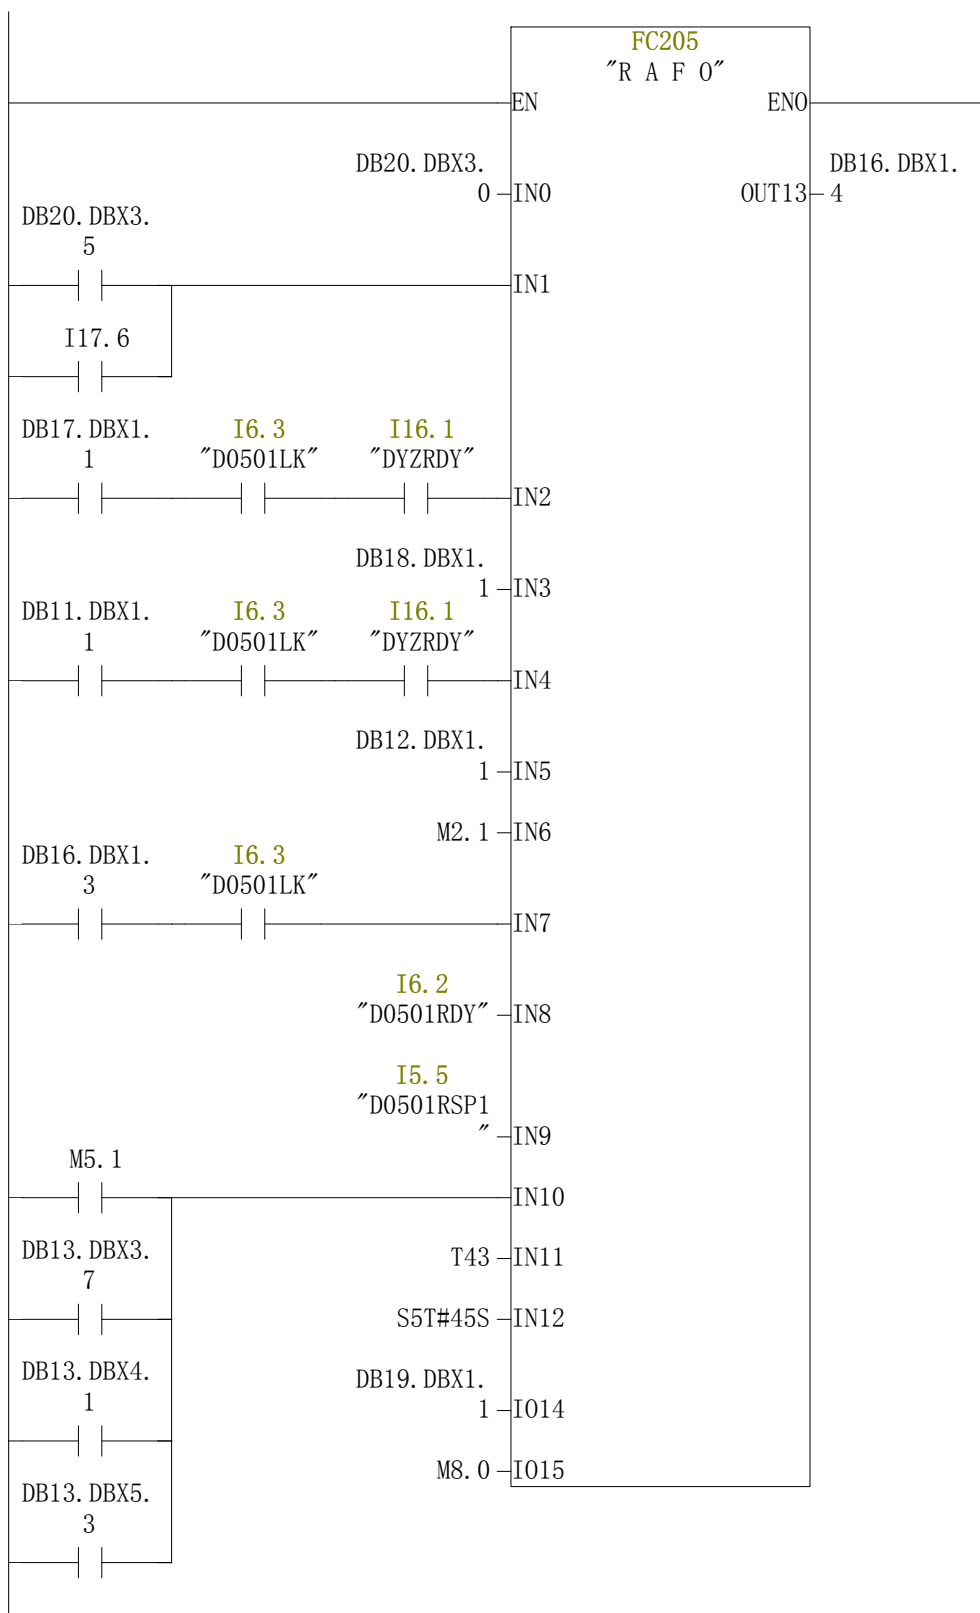 FC205
"R A F O"
EN
ENO
DB20.DBX3.
0
IN0
DB16.DBX1.
OUT13
4
DB20.DBX3.
5
IN1
I17.6
DB17.DBX1.
1
I6.3
"D0501LK"
I16.1
"DYZRDY"
IN2
DB18.DBX1.
1
IN3
DB11.DBX1.
1
I6.3
"D0501LK"
I16.1
"DYZRDY"
IN4
DB12.DBX1.
1
IN5
M2.1
IN6
DB16.DBX1.
3
I6.3
"D0501LK"
IN7
I6.2
"D0501RDY"
IN8
I5.5
"D0501RSP1
"
IN9
M5.1
IN10
DB13.DBX3.
7
T43
IN11
S5T#45S
IN12
DB13.DBX4.
1
DB19.DBX1.
1
IO14
M8.0
IO15
DB13.DBX5.
3